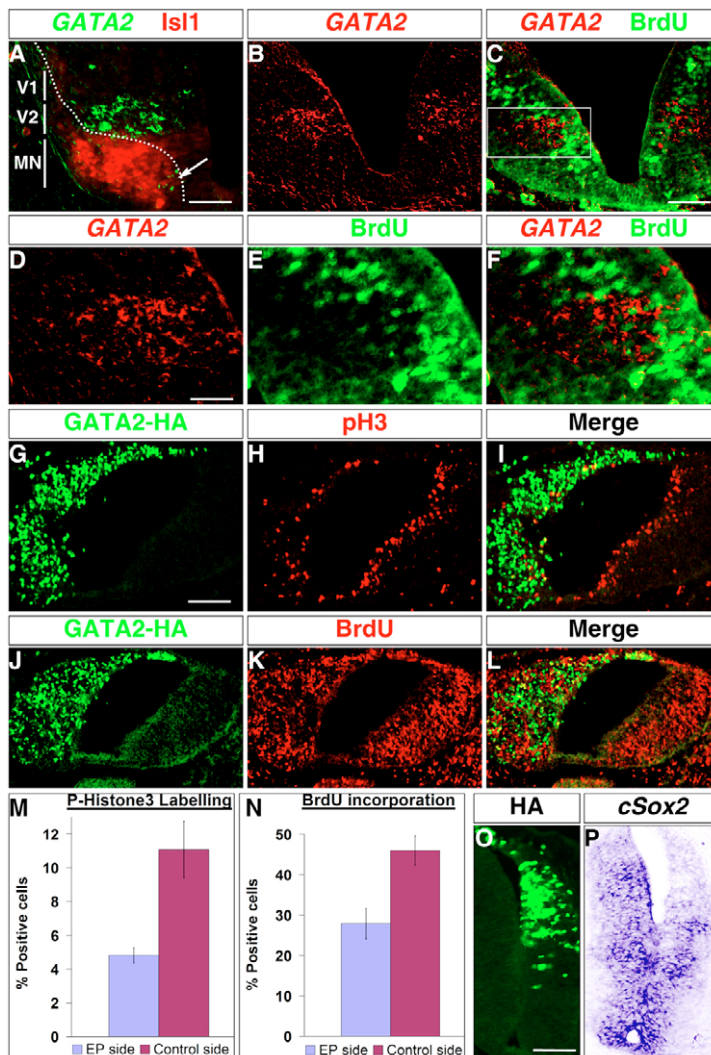 GATA2 Isl1
GATA2
GATA2 BrdU
A
B
C
V1
V2
MN
GATA2
BrdU
GATA2 BrdU
D
E
F
GATA2-HA
pH3
Merge
G
H
I
GATA2-HA
BrdU
Merge
J
K
L
M
P-Histone3 Labelling
N
BrdU incorporation
HA
cSox2
O
P
% Positive cells
12
10
8
6
4
2
0
EP side
Control side
% Positive cells
50
40
30
20
10
0
EP side
Control side